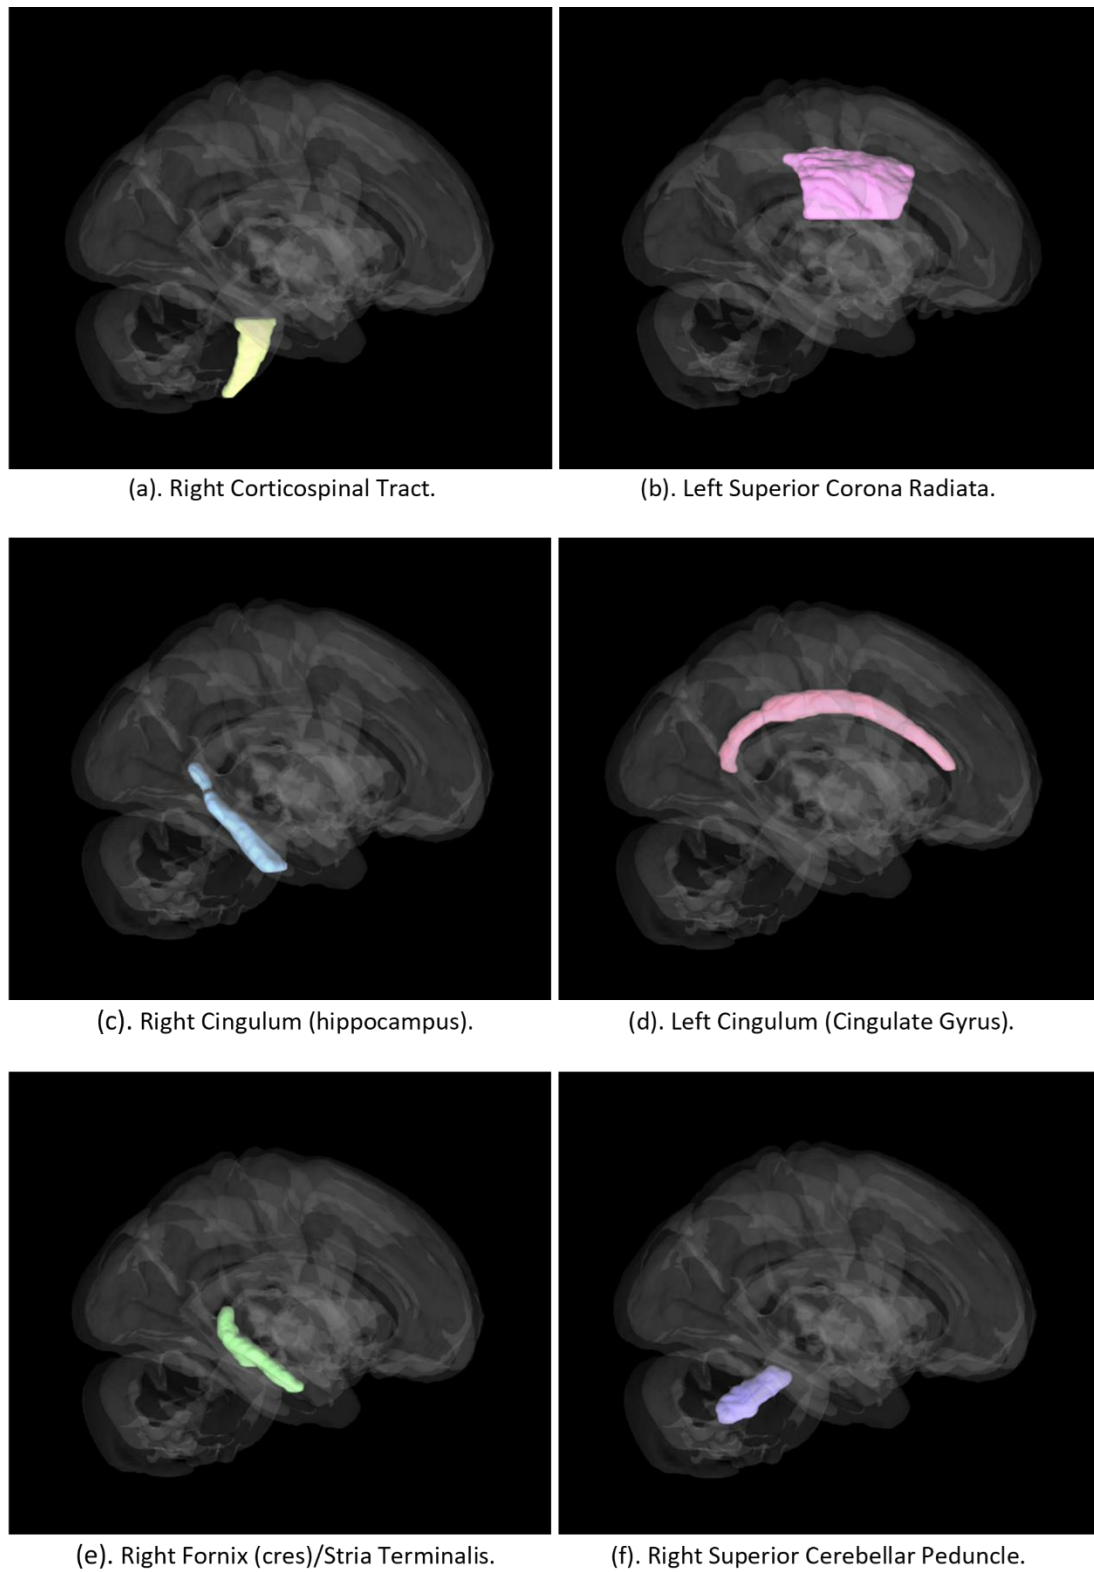 (a). Right Corticospinal Tract.
(b). Left Superior Corona Radiata.
(c). Right Cingulum (hippocampus).
(d). Left Cingulum (Cingulate Gyrus).
(e). Right Fornix (cres)/Stria Terminalis.
(f). Right Superior Cerebellar Peduncle.